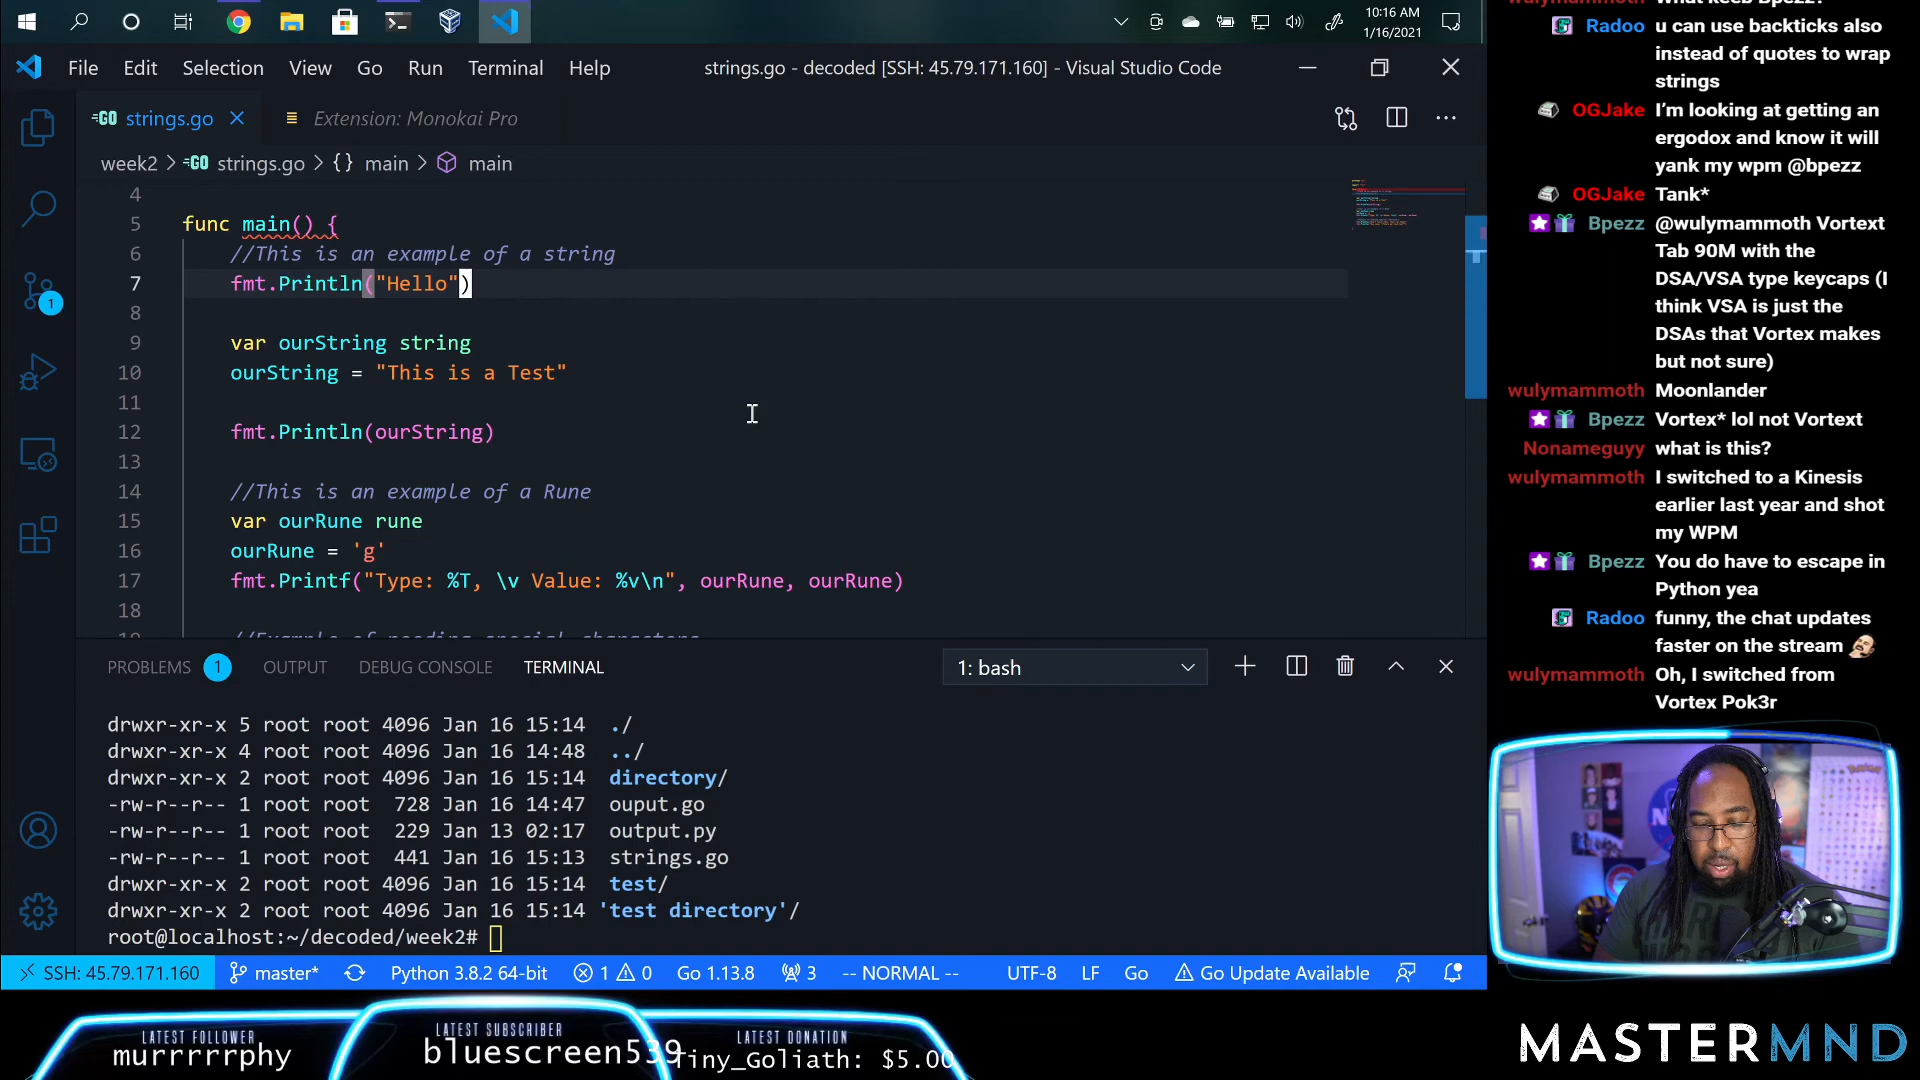 10:16 AM
1/16/2021
File Edit Selection View Go Run Terminal Help
strings.go - decoded [SSH: 45.79.171.160] - Visual Studio Code
GO strings.go
Extension: Monokai Pro
week2 > GO strings.go > {} main > main
4
5 func main() {
6 //This is an example of a string
7 fmt.Println("Hello")
8
9 var ourString string
10 ourString = "This is a Test"
11
12 fmt.Println(ourString)
13
14 //This is an example of a Rune
15 var ourRune rune
16 ourRune = 'g'
17 fmt.Printf("Type: %T, \v Value: %v\n", ourRune, ourRune)
18
//Example of needing special characters
1
PROBLEMS 1 OUTPUT DEBUG CONSOLE TERMINAL
1: bash
drwxr-xr-x 5 root root 4096 Jan 16 15:14 ./
drwxr-xr-x 4 root root 4096 Jan 16 14:48 ../
drwxr-xr-x 2 root root 4096 Jan 16 15:14 directory/
-rw-r--r-- 1 root root 728 Jan 16 14:47 ouput.go
-rw-r--r-- 1 root root 229 Jan 13 02:17 output.py
-rw-r--r-- 1 root root 441 Jan 16 15:13 strings.go
drwxr-xr-x 2 root root 4096 Jan 16 15:14 test/
drwxr-xr-x 2 root root 4096 Jan 16 15:14 'test directory'/
root@localhost:~/decoded/week2#
SSH: 45.79.171.160 master* Python 3.8.2 64-bit 1 0 Go 1.13.8 3 -- NORMAL -- UTF-8 LF Go Go Update Available
Radoo u can use backticks also
instead of quotes to wrap
strings
OGJake I'm looking at getting an
ergodox and know it will
yank my wpm @bpezz
OGJake Tank*
Bpezz @wulymammoth Vortext
Tab 90M with the
DSA/VSA type keycaps (I
think VSA is just the
DSAs that Vortex makes
but not sure)
wulymammoth Moonlander
Bpezz Vortex* lol not Vortext
Nonameguyy what is this?
wulymammoth I switched to a Kinesis
earlier last year and shot
my WPM
Bpezz You do have to escape in
Python yea
Radoo funny, the chat updates
faster on the stream
wulymammoth Oh, I switched from
Vortex Pok3r
LATEST FOLLOWER
murrrrrphy
LATEST SUBSCRIBER
bluescreen539
LATEST DONATION
Tiny_Goliath: $5.00
MASTERMND